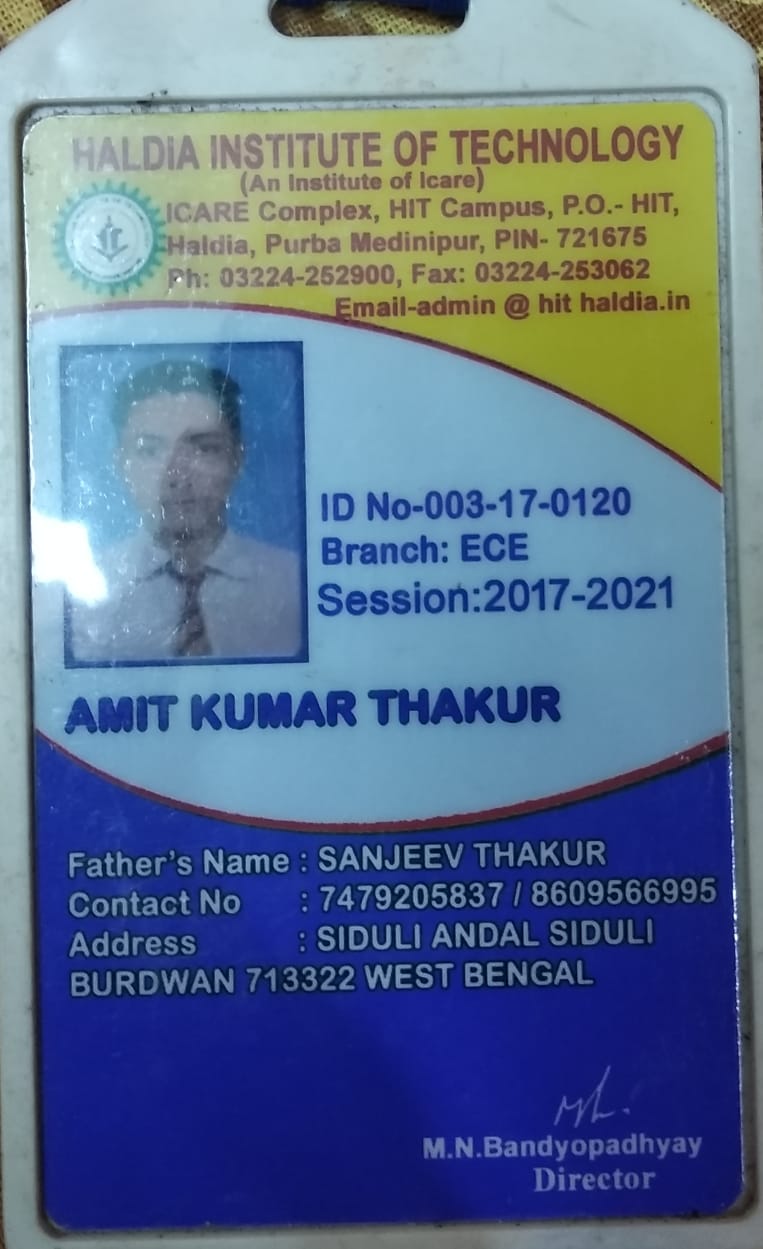 HALDIA INSTITUTE OF TECHNOLOGY
(An Institute of Icare)
ICARE Complex, HIT Campus, P.O.- HIT,
Haldia, Purba Medinipur, PIN- 721675
Ph: 03224-252900, Fax: 03224-253062
Email-admin @ hit haldia.in
ID No-003-17-0120
Branch: ECE
Session:2017-2021
AMIT KUMAR THAKUR
Father's Name : SANJEEV THAKUR
Contact No : 7479205837 / 8609566995
Address : SIDULI ANDAL SIDULI
BURDWAN 713322 WEST BENGAL
M.N.Bandyopadhyay
Director